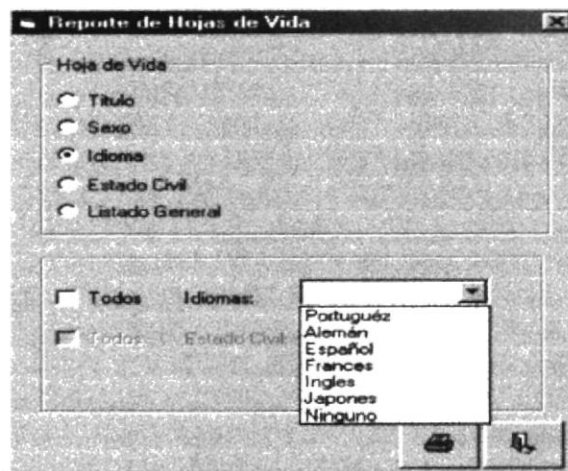 Reporte de Hojas de Vida
Hoja de Vida
Título
Sexo
Idioma
Estado Civil
Listado General
Todos Idiomas:
Portuguéz
Alemán
Español
Frances
Ingles
Japones
Ninguno
Todos Estado Civil